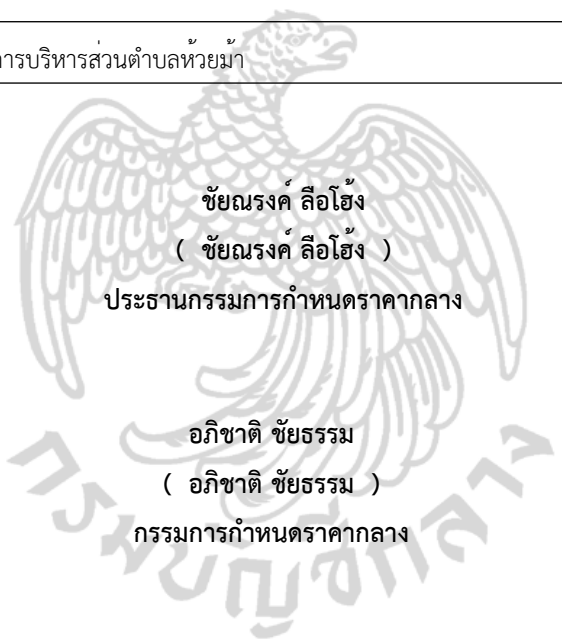 การบริหารส่วนตำบลห้วยม้า
ชัยณรงค์ ลือโฮ้ง
( ชัยณรงค์ ลือโฮ้ง )
ประธานกรรมการกำหนดราคากลาง
อภิชาติ ชัยธรรม
( อภิชาติ ชัยธรรม )
กรรมการกำหนดราคากลาง
กรมบัญชีกลาง